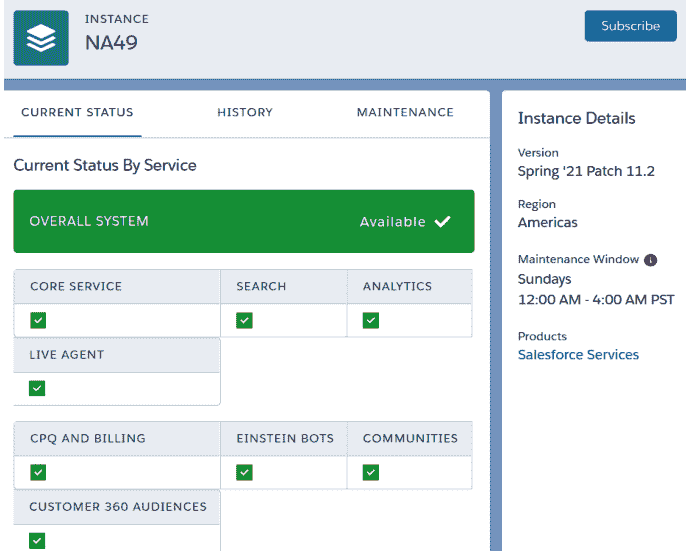 INSTANCE
NA49
Subscribe
CURRENT STATUS
HISTORY
MAINTENANCE
Current Status By Service
OVERALL SYSTEM
Available
CORE SERVICE
SEARCH
ANALYTICS
LIVE AGENT
CPQ AND BILLING
EINSTEIN BOTS
COMMUNITIES
CUSTOMER 360 AUDIENCES
Instance Details
Version
Spring '21 Patch 11.2
Region
Americas
Maintenance Window
Sundays
12:00 AM - 4:00 AM PST
Products
Salesforce Services